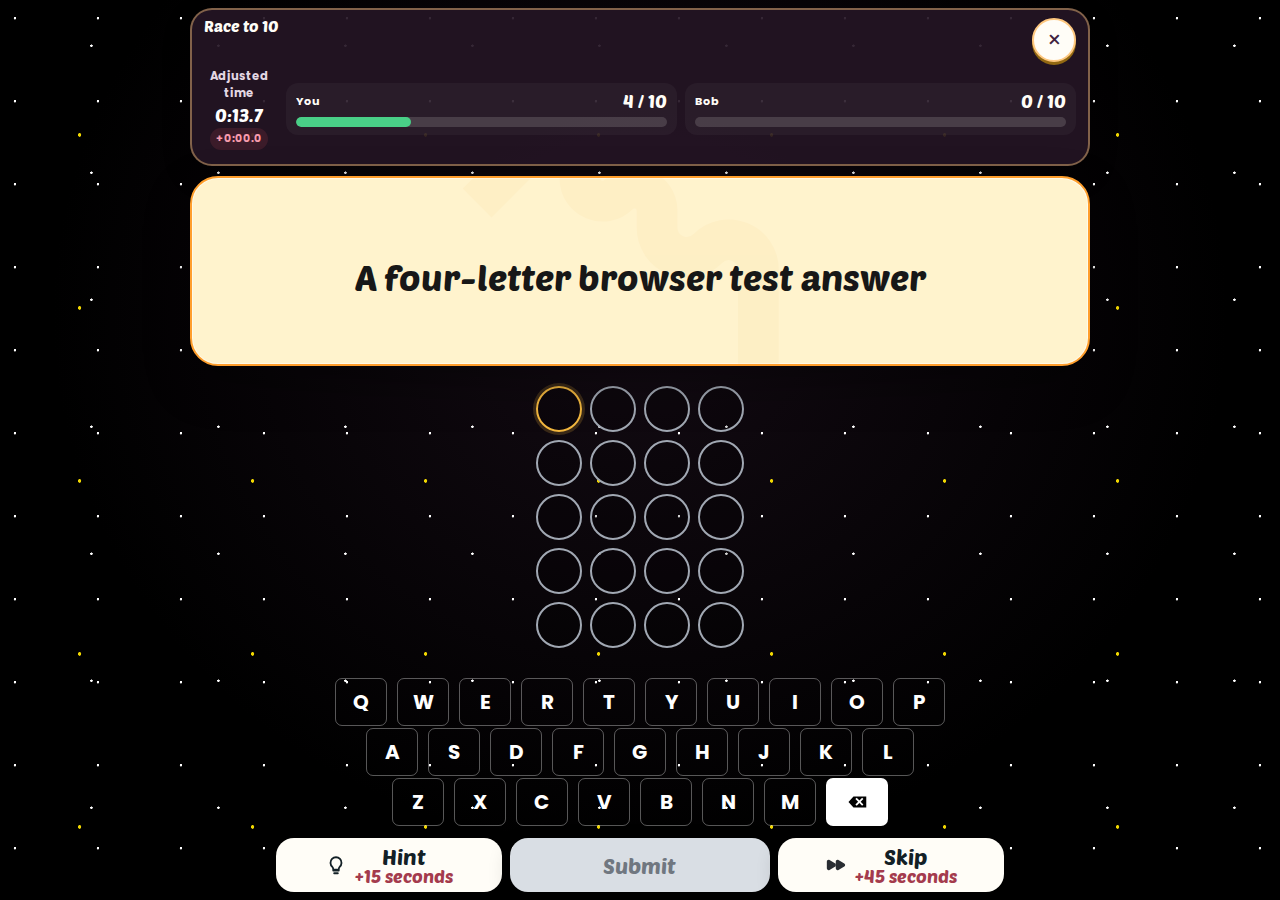 Race to 10
✕
Adjusted
time
0:13.7
+0:00.0
You 4 / 10
Bob 0 / 10
A four-letter browser test answer
Q W E R T Y U I O P
A S D F G H J K L
Z X C V B N M
Hint
+15 seconds
Submit
Skip
+45 seconds